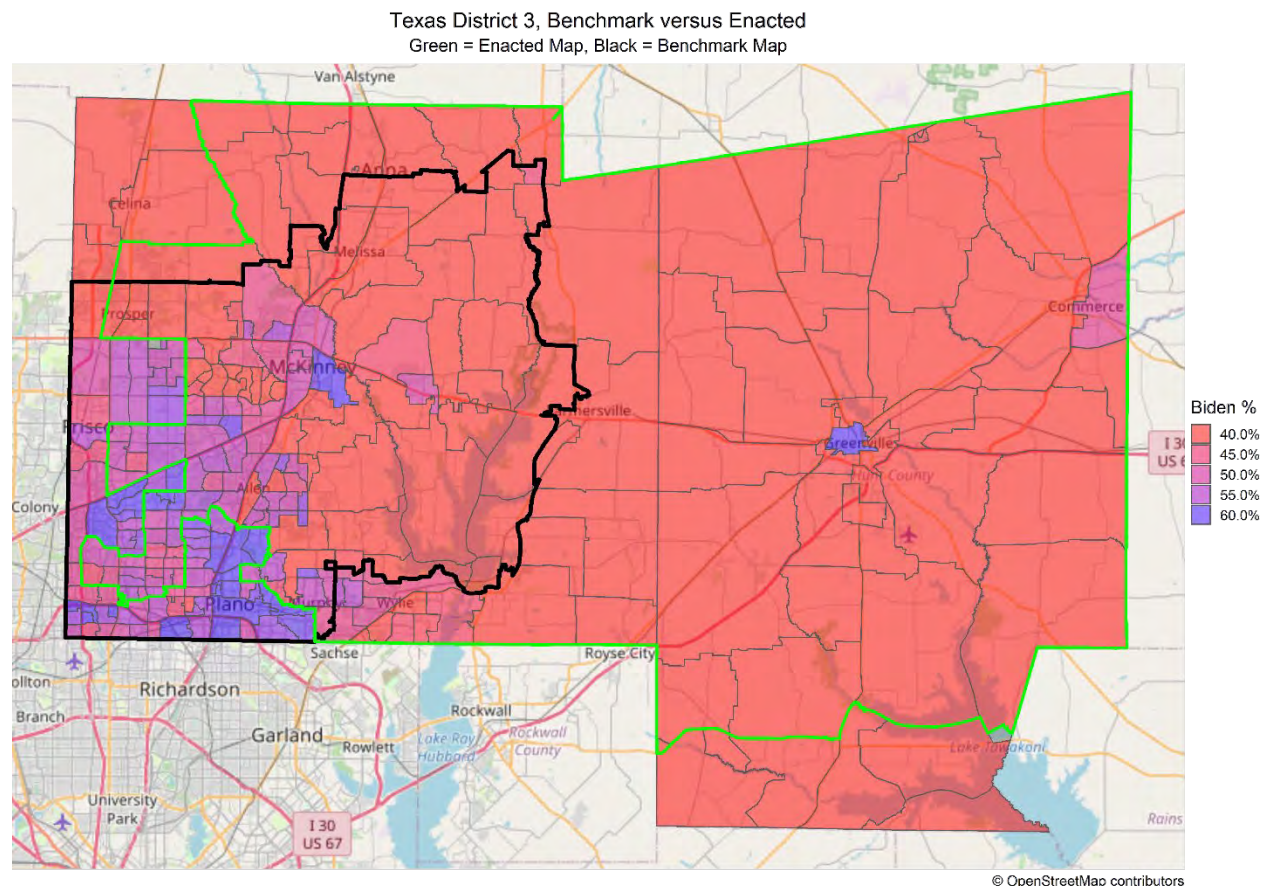 Texas District 3, Benchmark versus Enacted
Green = Enacted Map, Black = Benchmark Map
Van Alstyne
Anna
Celina
Melissa
Prosper
Commerce
McKinney
Frisco
Greenville
Hunt County
Allen
Colony
Plano
Murphy
Wylie
Sachse
Royse City
ollton
Richardson
Branch
Rockwall
Garland
Rowlett
Lake Ray
Hubbard
Rockwall
County
Lake Tawakoni
University
Park
I 30
US 67
Rains
I 30
US 6
Biden %
40.0%
45.0%
50.0%
55.0%
60.0%
© OpenStreetMap contributors